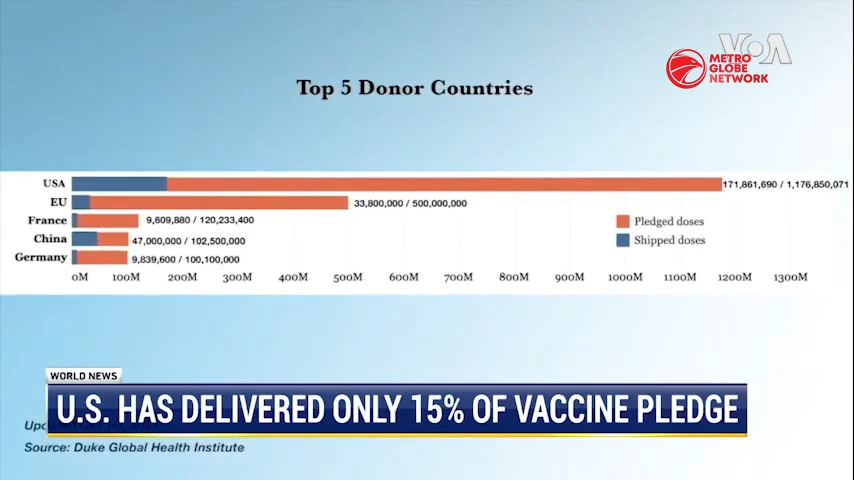 VOA
METRO
GLOBE
NETWORK
Top 5 Donor Countries
USA 171,861,690 / 1,176,850,071
EU 33,800,000 / 500,000,000
France 9,609,880 / 120,233,400
China 47,000,000 / 102,500,000
Germany 9,839,600 / 100,100,000
Pledged doses
Shipped doses
0M 100M 200M 300M 400M 500M 600M 700M 800M 900M 1000M 1100M 1200M 1300M
WORLD NEWS
U.S. HAS DELIVERED ONLY 15% OF VACCINE PLEDGE
Source: Duke Global Health Institute